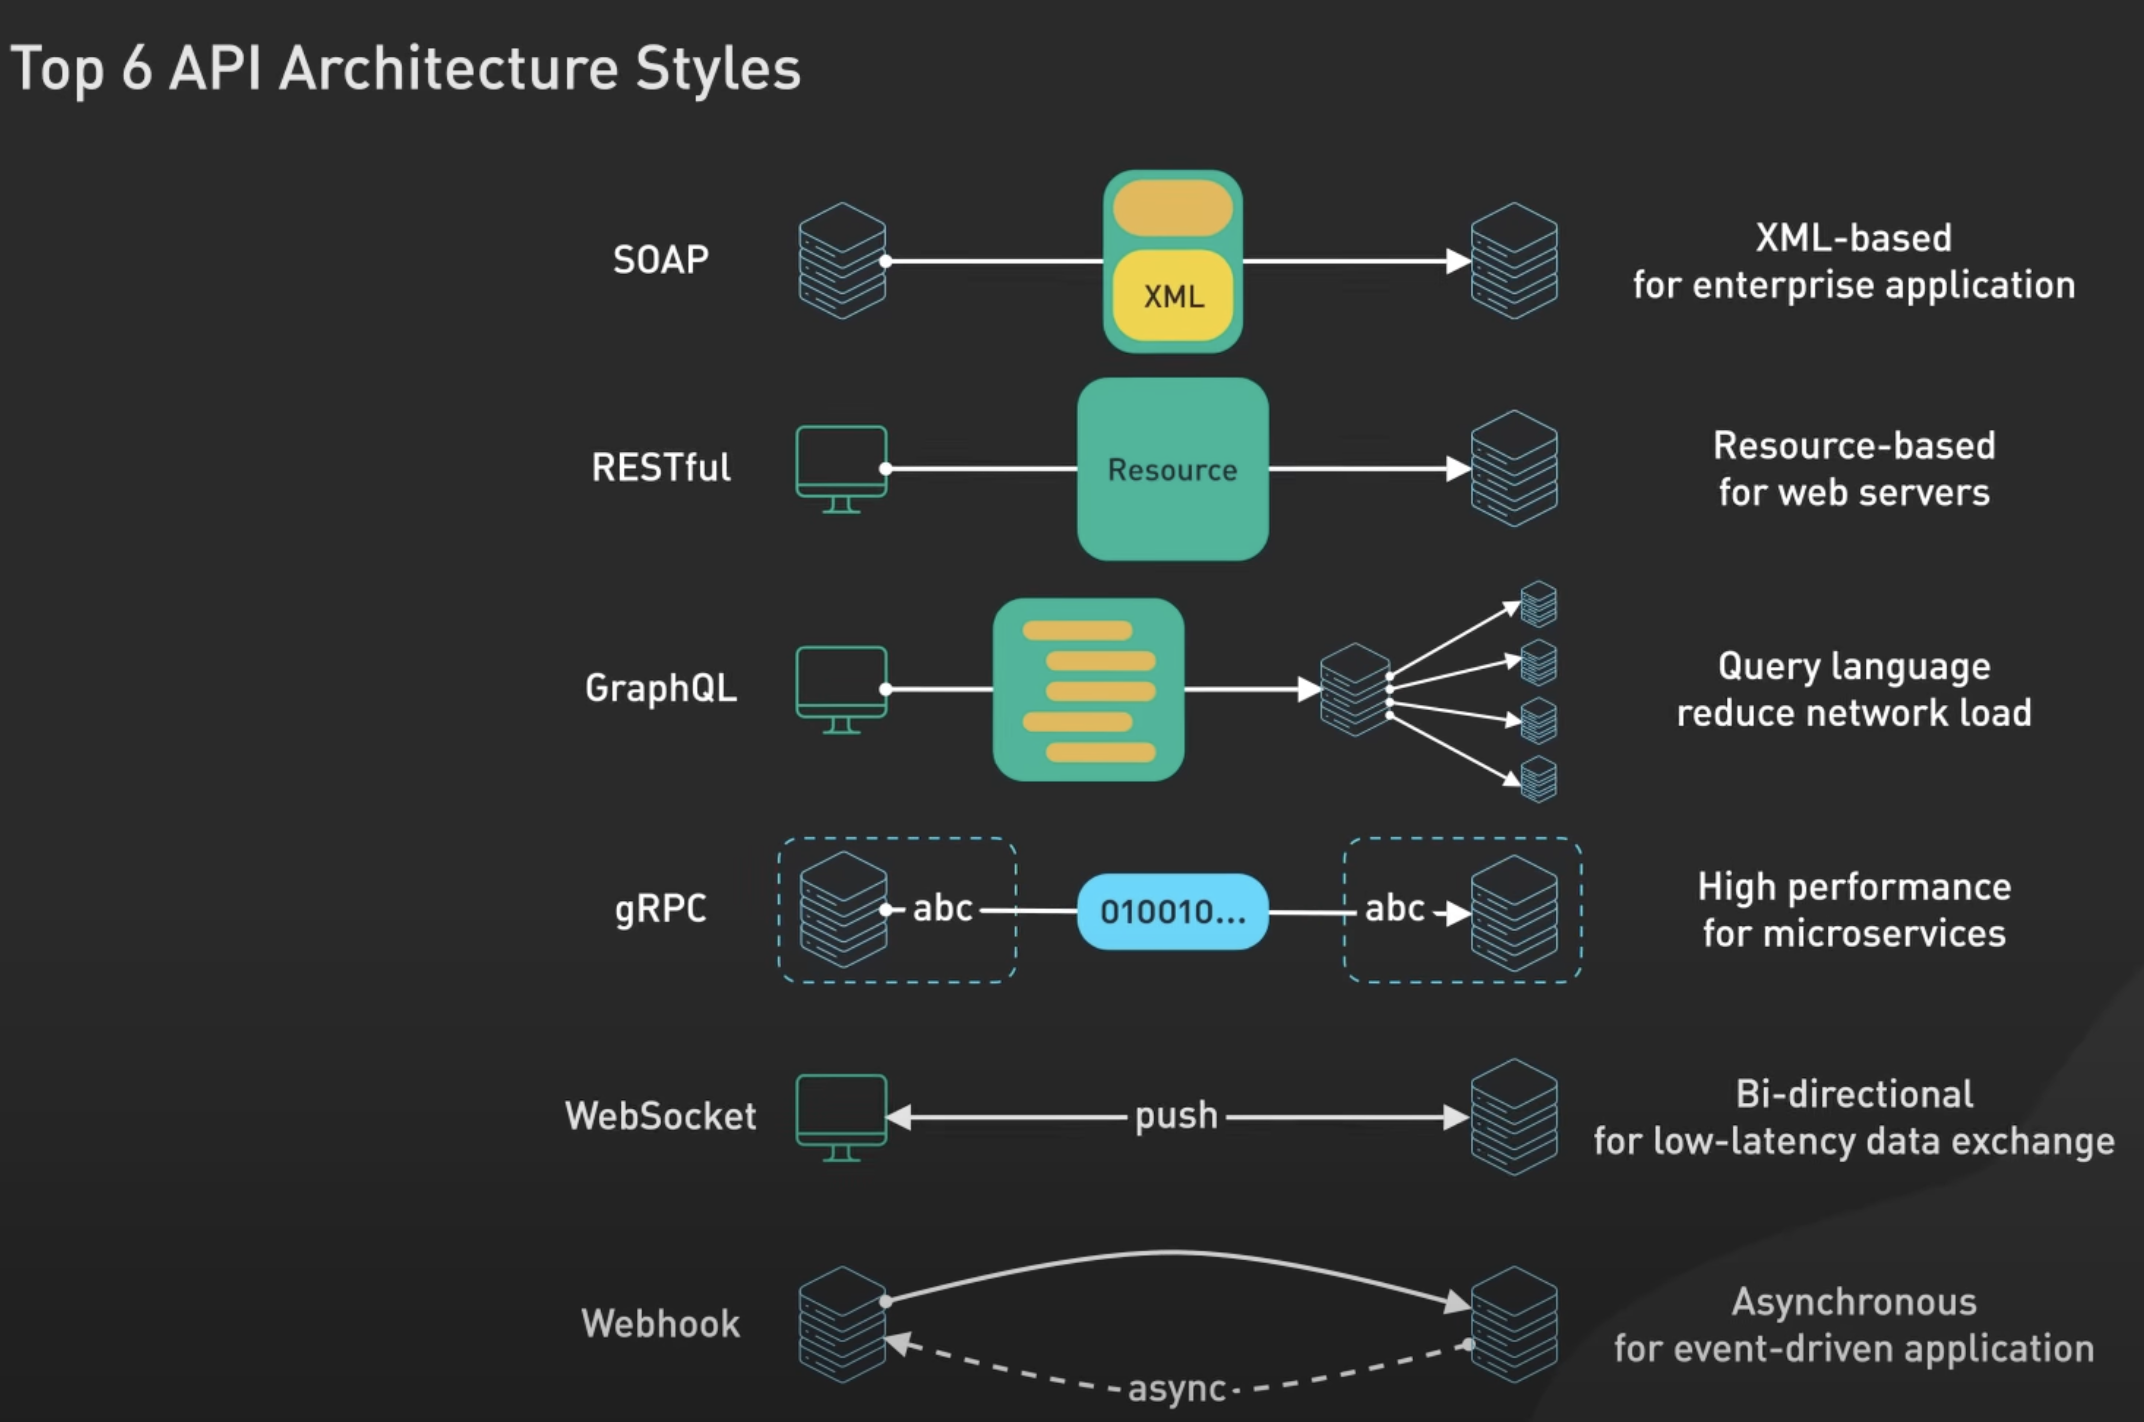 Top 6 API Architecture Styles
SOAP
XML
XML-based
for enterprise application
RESTful
Resource
Resource-based
for web servers
GraphQL
Query language
reduce network load
gRPC
abc
010010...
abc
High performance
for microservices
WebSocket
push
Bi-directional
for low-latency data exchange
Webhook
async
Asynchronous
for event-driven application